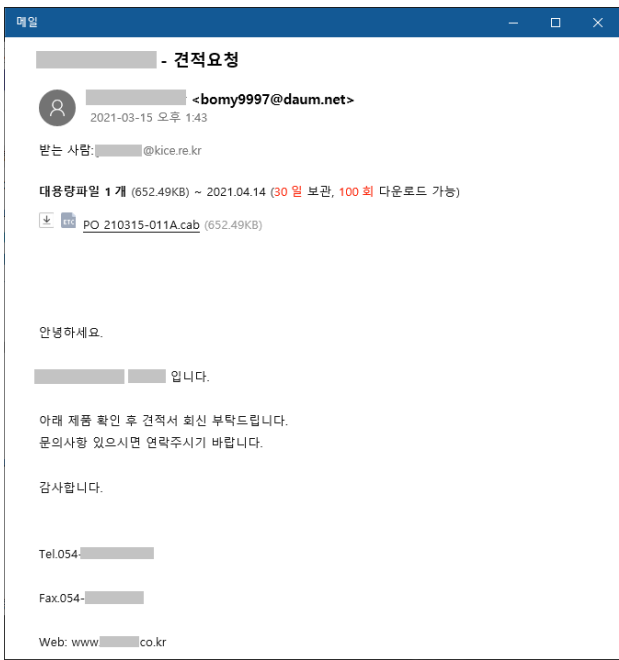 메일
- 견적요청
<bomy9997@daum.net>
2021-03-15 오후 1:43
받는 사람: @kice.re.kr
대용량파일 1 개 (652.49KB) ~ 2021.04.14 (30 일 보관, 100 회 다운로드 가능)
ETC PO 210315-011A.cab (652.49KB)
안녕하세요.
입니다.
아래 제품 확인 후 견적서 회신 부탁드립니다.
문의사항 있으시면 연락주시기 바랍니다.
감사합니다.
Tel.054-
Fax.054-
Web: www co.kr